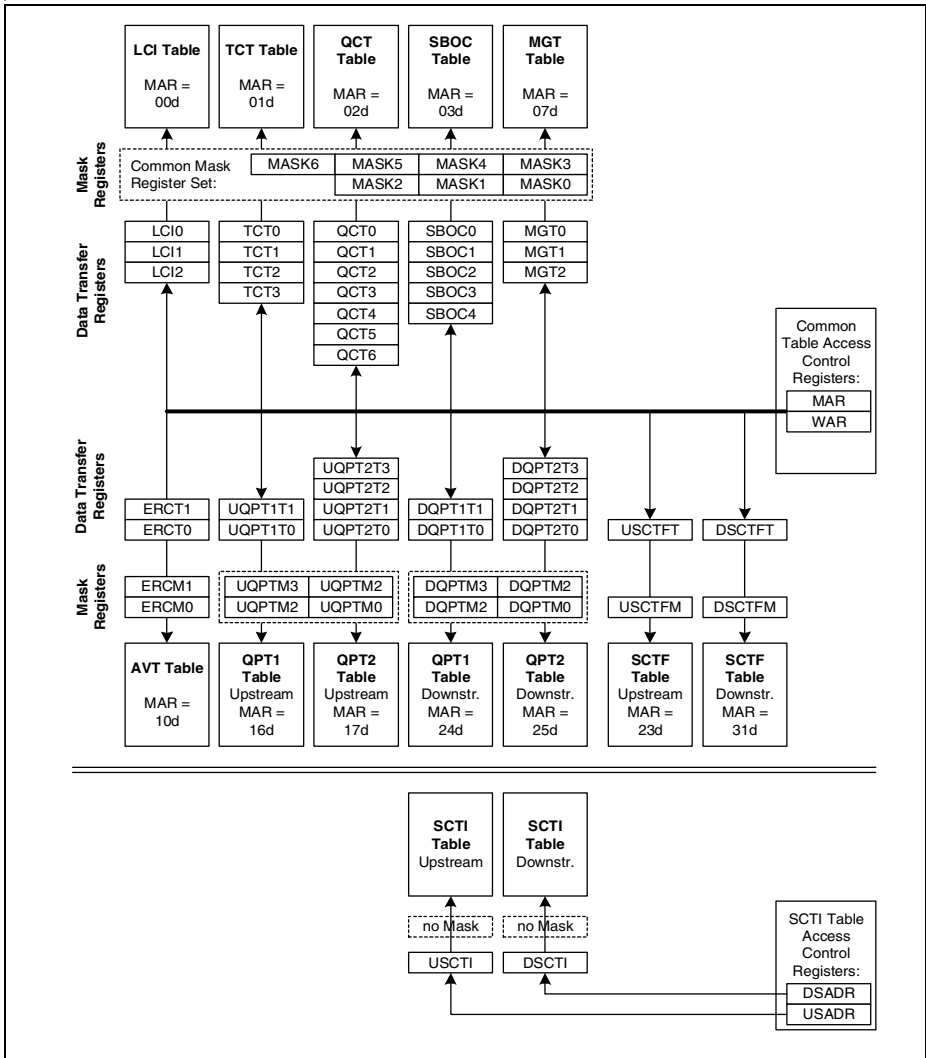 LCI Table
MAR =
00d
TCT Table
MAR =
01d
QCT
Table
MAR =
02d
SBOC
Table
MAR =
03d
MGT
Table
MAR =
07d
Mask
Registers
Common Mask
Register Set:
MASK6
MASK5
MASK4
MASK3
MASK2
MASK1
MASK0
Data Transfer
Registers
LCI0
LCI1
LCI2
TCT0
TCT1
TCT2
TCT3
QCT0
QCT1
QCT2
QCT3
QCT4
QCT5
QCT6
SBOC0
SBOC1
SBOC2
SBOC3
SBOC4
MGT0
MGT1
MGT2
Common
Table Access
Control
Registers:
MAR
WAR
Data Transfer
Registers
ERCT1
ERCT0
UQPT1T1
UQPT1T0
UQPT2T3
UQPT2T2
UQPT2T1
UQPT2T0
DQPT1T1
DQPT1T0
DQPT2T3
DQPT2T2
DQPT2T1
DQPT2T0
USCTFT
DSCTFT
Mask
Registers
ERCM1
ERCM0
UQPTM3
UQPTM2
UQPTM2
UQPTM0
DQPTM3
DQPTM2
DQPTM2
DQPTM0
USCTFM
DSCTFM
AVT Table
MAR =
10d
QPT1
Table
Upstream
MAR =
16d
QPT2
Table
Upstream
MAR =
17d
QPT1
Table
Downstr.
MAR =
24d
QPT2
Table
Downstr.
MAR =
25d
SCTF
Table
Upstream
MAR =
23d
SCTF
Table
Downstr.
MAR =
31d
SCTI
Table
Upstream
SCTI
Table
Downstr.
no Mask
no Mask
USCTI
DSCTI
SCTI Table
Access
Control
Registers:
DSADR
USADR